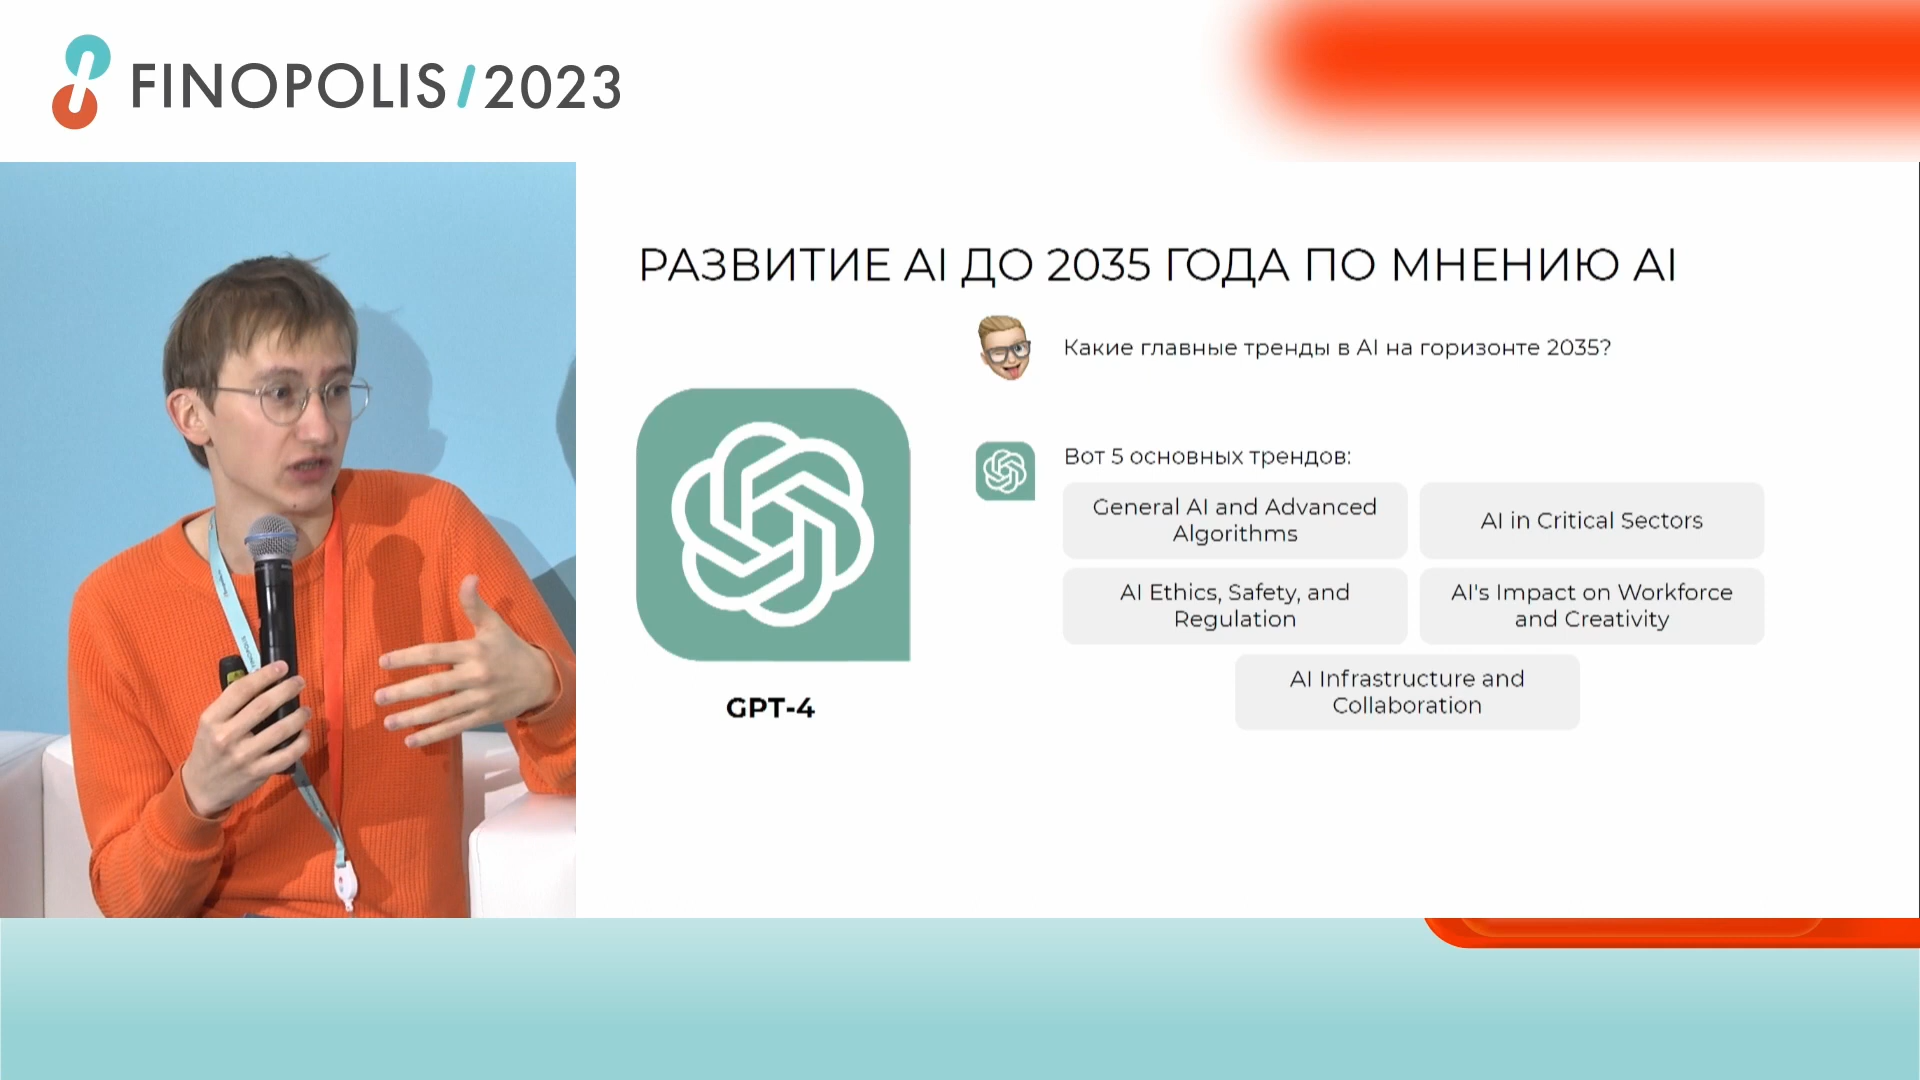 FINOPOLIS/2023
РАЗВИТИЕ AI ДО 2035 ГОДА ПО МНЕНИЮ AI
Какие главные тренды в AI на горизонте 2035?
Вот 5 основных трендов:
General AI and Advanced
Algorithms
AI in Critical Sectors
AI Ethics, Safety, and
Regulation
AI's Impact on Workforce
and Creativity
AI Infrastructure and
Collaboration
GPT-4